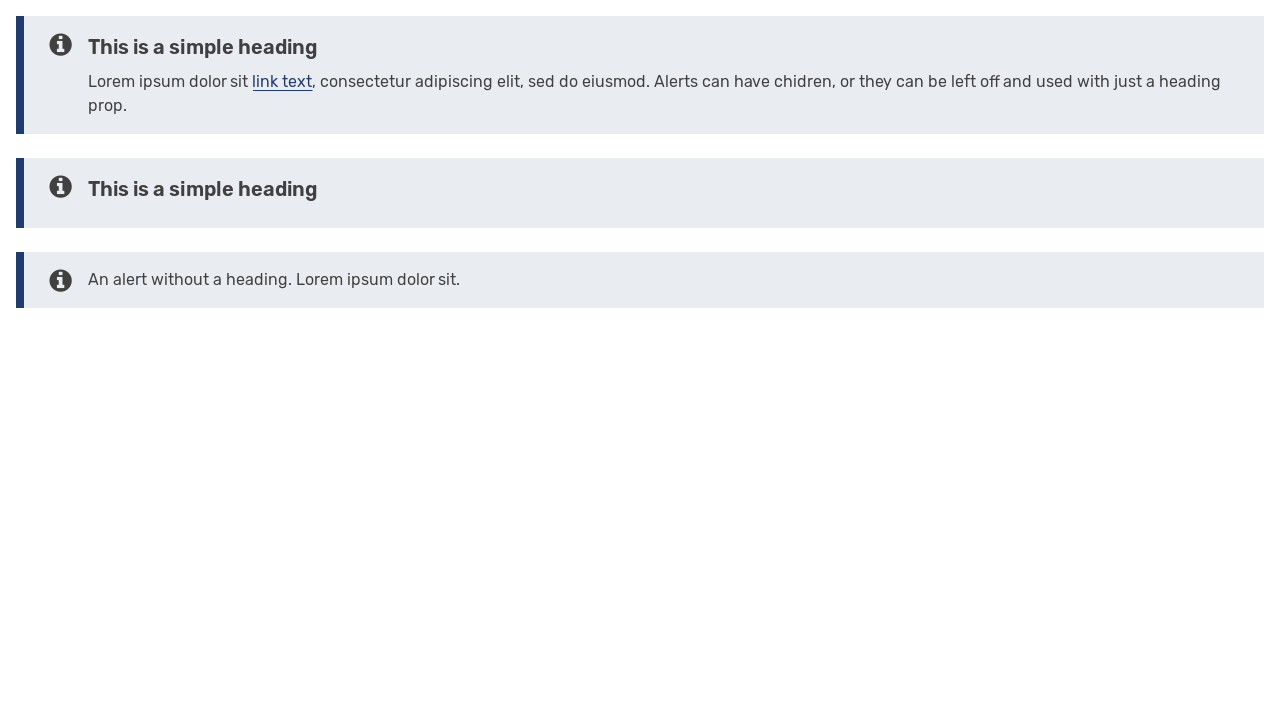 This is a simple heading
Lorem ipsum dolor sit link text, consectetur adipiscing elit, sed do eiusmod. Alerts can have chidren, or they can be left off and used with just a heading
prop.
This is a simple heading
An alert without a heading. Lorem ipsum dolor sit.